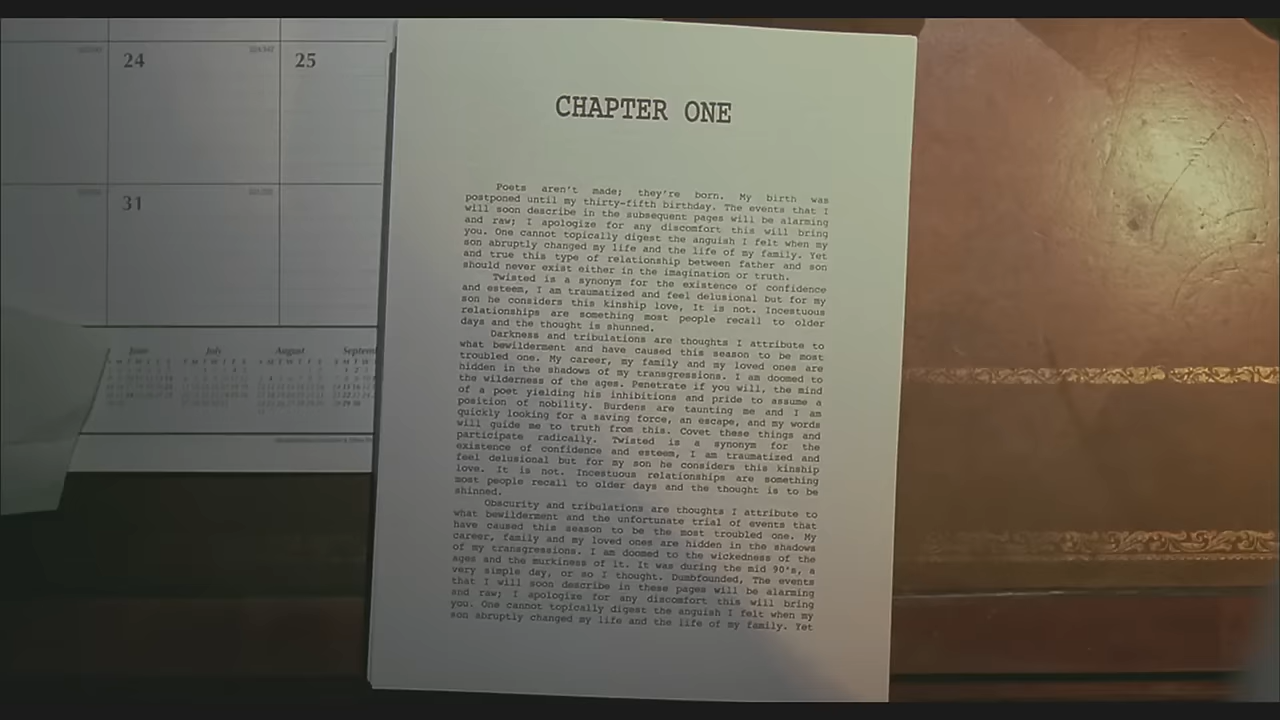 24
25
31
June
July
August
CHAPTER ONE
Poets aren't made; they're born. My birth was
postponed until my thirty-fifth birthday. The events that I
will soon describe in the subsequent pages will be alarming
and raw; I apologize for any discomfort this will bring
you. One cannot topically digest the anguish I felt when my
son abruptly changed my life and the life of my family. Yet
and true this type of relationship between father and son
should never exist either in the imagination or truth.
Twisted is a synonym for the existence of confidence
and esteem, I am traumatized and feel delusional but for my
son he considers this kinship love, It is not. Incestuous
relationships are something most people recall to older
days and the thought is shunned.
Darkness and tribulations are thoughts I attribute to
what bewilderment and have caused this season to be most
troubled one. My career, my family and my loved ones are
hidden in the shadows of my transgressions. I am doomed to
the wilderness of the ages. Penetrate if you will, the mind
of a poet yielding his inhibitions and pride to assume a
position of nobility. Burdens are taunting me and I am
quickly looking for a saving force, an escape, and my words
will guide me to truth from this. Covet these things and
participate radically. Twisted is a synonym for the
existence of confidence and esteem, I am traumatized and
feel delusional but for my son he considers this kinship
love. It is not. Incestuous relationships are something
most people recall to older days and the thought is to be
shinned.
Obscurity and tribulations are thoughts I attribute to
what bewilderment and the unfortunate trial of events that
have caused this season to be the most troubled one. My
career, family and my loved ones are hidden in the shadows
of my transgressions. I am doomed to the wickedness of the
ages and the murkiness of it. It was during the mid 90's, a
very simple day, or so I thought. Dumbfounded, The events
that I will soon describe in these pages will be alarming
and raw; I apologize for any discomfort this will bring
you. One cannot topically digest the anguish I felt when my
son abruptly changed my life and the life of my family. Yet